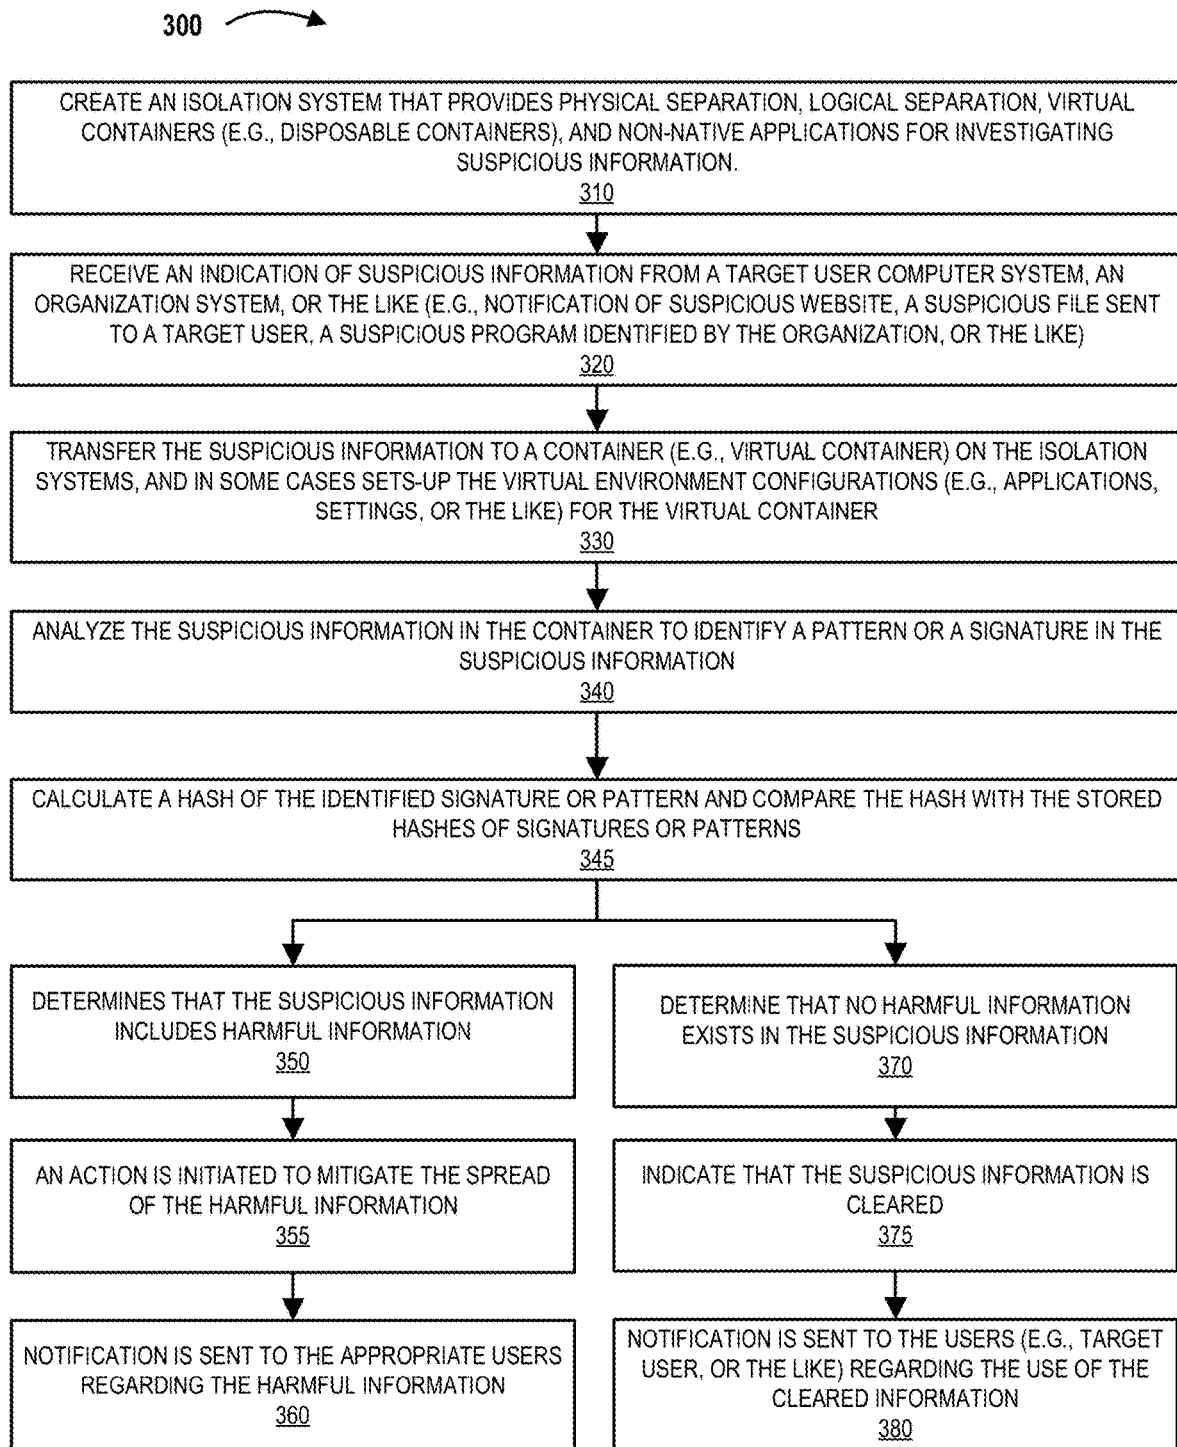 300
CREATE AN ISOLATION SYSTEM THAT PROVIDES PHYSICAL SEPARATION, LOGICAL SEPARATION, VIRTUAL
CONTAINERS (E.G., DISPOSABLE CONTAINERS), AND NON-NATIVE APPLICATIONS FOR INVESTIGATING
SUSPICIOUS INFORMATION.
310
RECEIVE AN INDICATION OF SUSPICIOUS INFORMATION FROM A TARGET USER COMPUTER SYSTEM, AN
ORGANIZATION SYSTEM, OR THE LIKE (E.G., NOTIFICATION OF SUSPICIOUS WEBSITE, A SUSPICIOUS FILE SENT
TO A TARGET USER, A SUSPICIOUS PROGRAM IDENTIFIED BY THE ORGANIZATION, OR THE LIKE)
320
TRANSFER THE SUSPICIOUS INFORMATION TO A CONTAINER (E.G., VIRTUAL CONTAINER) ON THE ISOLATION
SYSTEMS, AND IN SOME CASES SETS-UP THE VIRTUAL ENVIRONMENT CONFIGURATIONS (E.G., APPLICATIONS,
SETTINGS, OR THE LIKE) FOR THE VIRTUAL CONTAINER
330
ANALYZE THE SUSPICIOUS INFORMATION IN THE CONTAINER TO IDENTIFY A PATTERN OR A SIGNATURE IN THE
SUSPICIOUS INFORMATION
340
CALCULATE A HASH OF THE IDENTIFIED SIGNATURE OR PATTERN AND COMPARE THE HASH WITH THE STORED
HASHES OF SIGNATURES OR PATTERNS
345
DETERMINES THAT THE SUSPICIOUS INFORMATION
INCLUDES HARMFUL INFORMATION
350
AN ACTION IS INITIATED TO MITIGATE THE SPREAD
OF THE HARMFUL INFORMATION
355
NOTIFICATION IS SENT TO THE APPROPRIATE USERS
REGARDING THE HARMFUL INFORMATION
360
DETERMINE THAT NO HARMFUL INFORMATION
EXISTS IN THE SUSPICIOUS INFORMATION
370
INDICATE THAT THE SUSPICIOUS INFORMATION IS
CLEARED
375
NOTIFICATION IS SENT TO THE USERS (E.G., TARGET
USER, OR THE LIKE) REGARDING THE USE OF THE
CLEARED INFORMATION
380